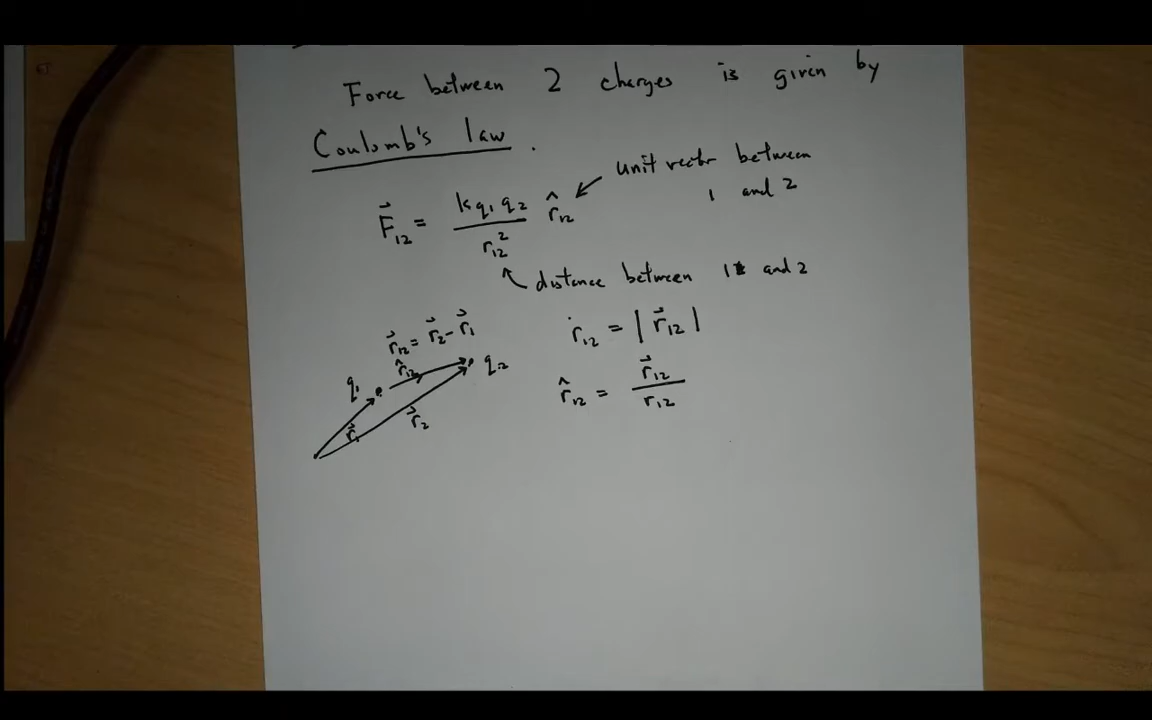 Force between 2 charges is given by
Coulomb's law.
unit vector between
1 and 2
F⃗₁₂ = kq₁q₂ / r₁₂² r̂₁₂
distance between 1 and 2
r⃗₁₂ = r⃗₂ - r⃗₁
r₁₂ = |r⃗₁₂|
q₁ r̂₁₂ q₂
r̂₁₂ = r⃗₁₂ / r₁₂
r⃗₁ r⃗₂